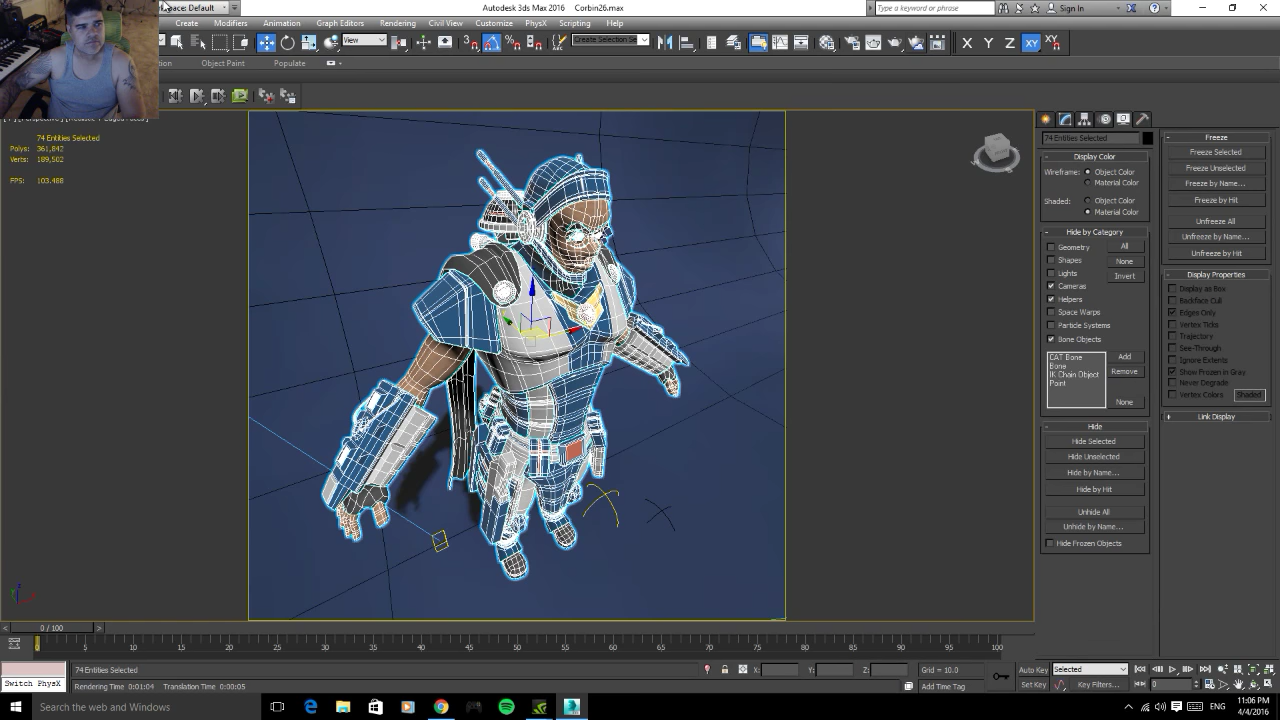 space: Default
Autodesk 3ds Max 2016
Corbin26.max
Type a keyword or phrase
Sign In
Create
Modifiers
Animation
Graph Editors
Rendering
Civil View
Customize
PhysX
Scripting
Help
View
3
X
Y
Z
XY
Object Paint
Populate
74 Entities Selected
Polys: 361,842
Verts: 189,502
FPS: 103.488
74 Entities Selected
Display Color
Wireframe: Object Color
Material Color
Shaded: Object Color
Material Color
Hide by Category
Geometry
All
Shapes
None
Lights
Invert
Cameras
Helpers
Space Warps
Particle Systems
Bone Objects
CAT Bone
Bone
IK Chain Object
Point
Add
Remove
None
Hide
Hide Selected
Hide Unselected
Hide by Name...
Hide by Hit
Unhide All
Unhide by Name...
Hide Frozen Objects
Freeze
Freeze Selected
Freeze Unselected
Freeze by Name...
Freeze by Hit
Unfreeze All
Unfreeze by Name...
Unfreeze by Hit
Display Properties
Display as Box
Backface Cull
Edges Only
Vertex Ticks
Trajectory
See-Through
Ignore Extents
Show Frozen in Gray
Never Degrade
Vertex Colors
Shaded
Link Display
0 / 100
0 5 10 15 20 25 30 35 40 45 50 55 60 65 70 75 80 85 90 95 100
74 Entities Selected
X:
Y:
Z:
Grid = 10.0
Auto Key
Selected
Switch PhysX
Rendering Time 0:01:04
Translation Time 0:00:05
Add Time Tag
Set Key
Key Filters...
0
Search the web and Windows
ENG
11:06 PM
4/4/2016